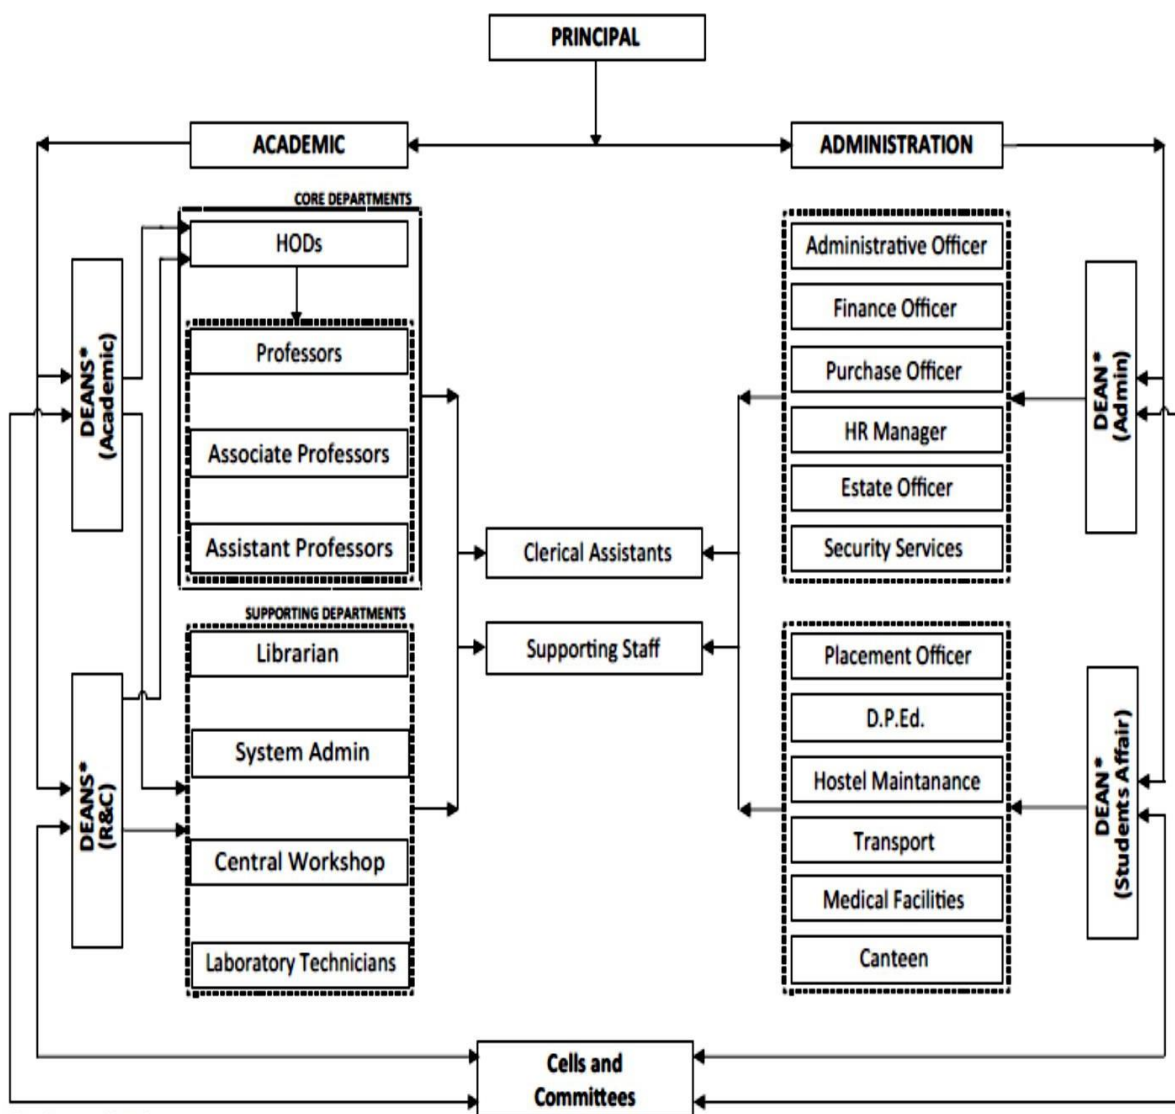 PRINCIPAL
ACADEMIC
ADMINISTRATION
CORE DEPARTMENTS
HODs
Professors
Associate Professors
Assistant Professors
SUPPORTING DEPARTMENTS
Librarian
System Admin
Central Workshop
Laboratory Technicians
DEANS*
(Academic)
DEANS*
(R&C)
Clerical Assistants
Supporting Staff
Administrative Officer
Finance Officer
Purchase Officer
HR Manager
Estate Officer
Security Services
Placement Officer
D.P.Ed.
Hostel Maintanance
Transport
Medical Facilities
Canteen
DEAN*
(Admin)
DEAN*
(Students Affair)
Cells and
Committees